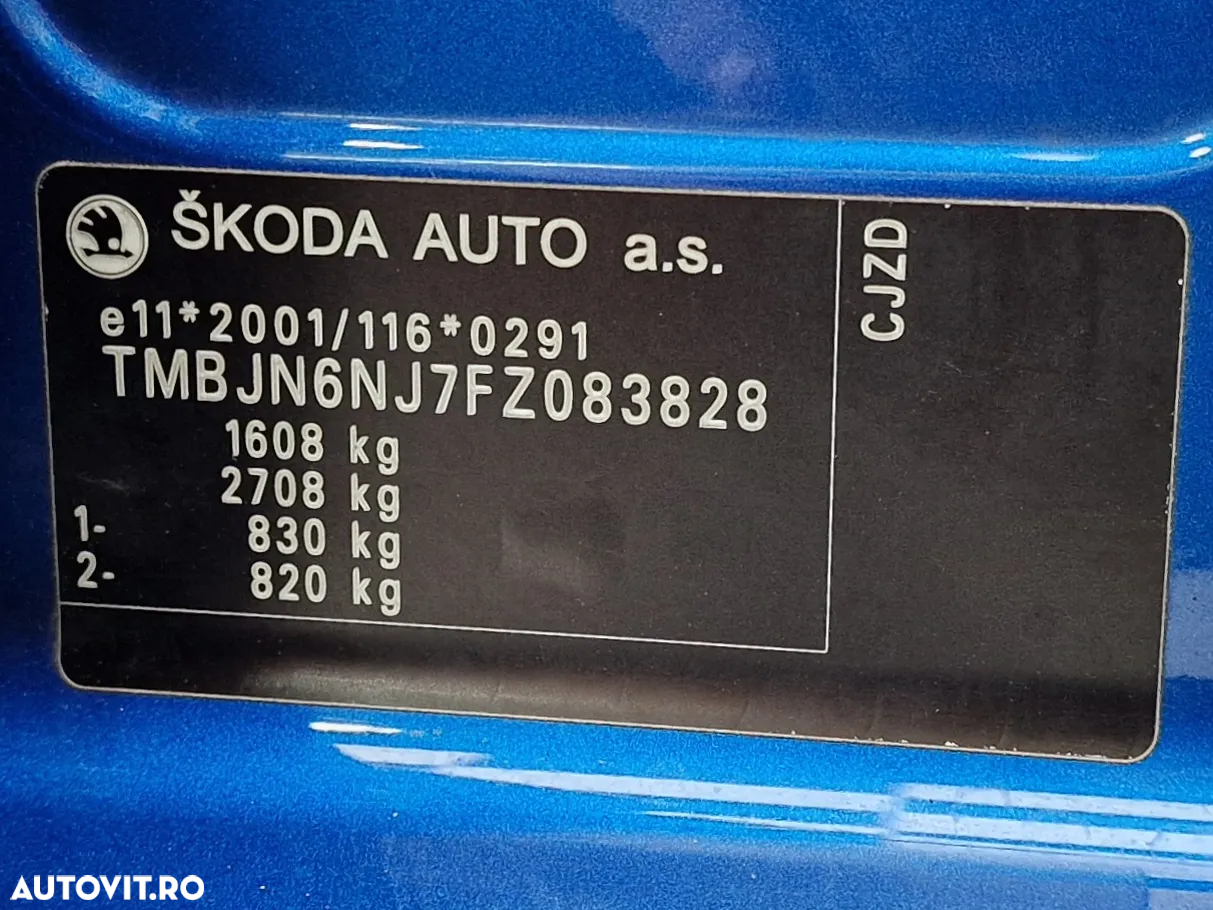 ŠKODA AUTO a.s.
e11*2001/116*0291
TMBJN6NJ7FZ083828
1608 kg
2708 kg
1- 830 kg
2- 820 kg
CJZD
AUTOVIT.RO